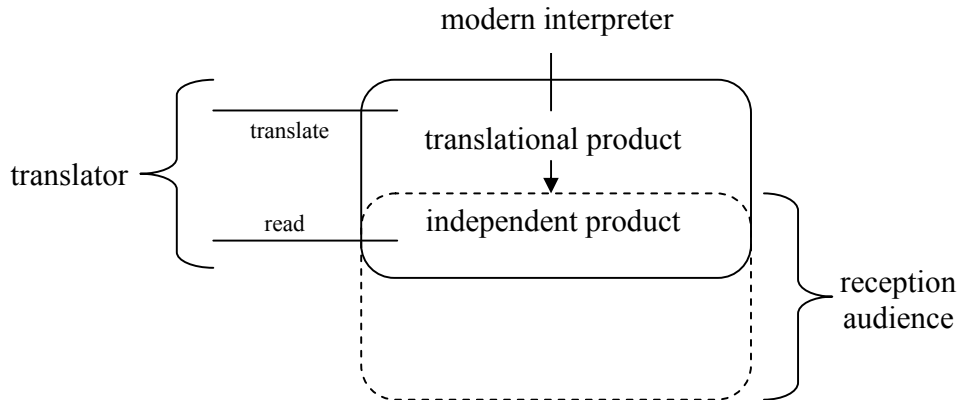 modern interpreter
translate
translational product
translator
read
independent product
reception
audience